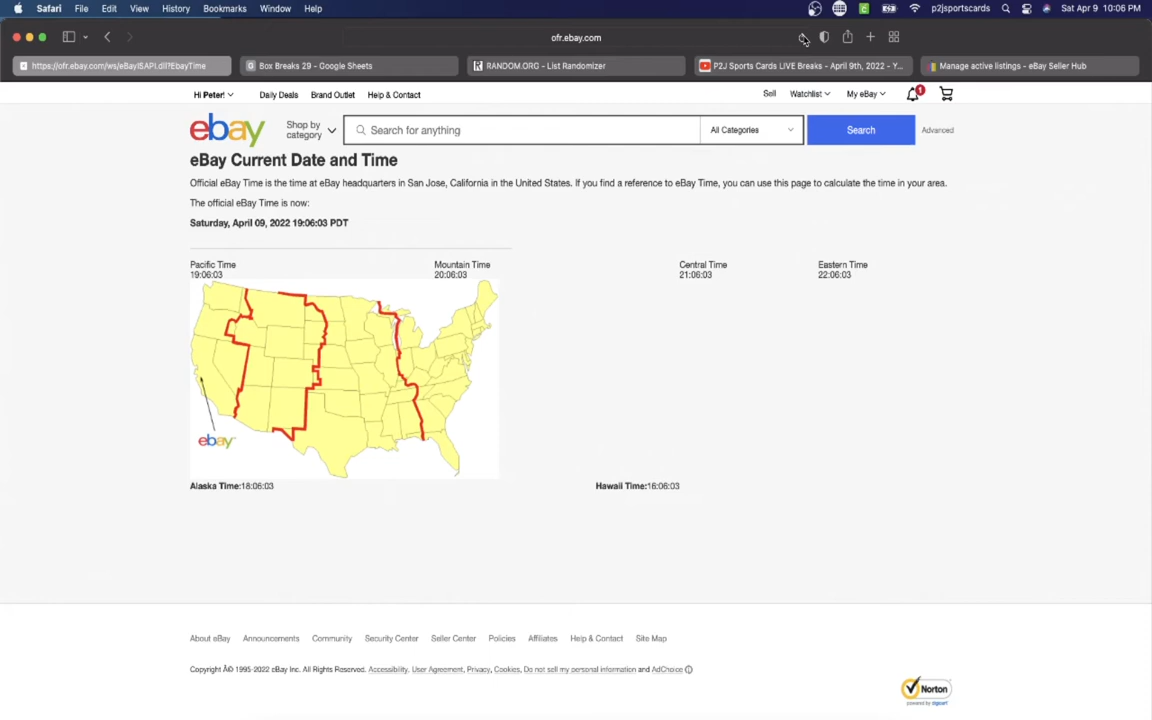 Safari File Edit View History Bookmarks Window Help p2jsportscards Sat Apr 9 10:06 PM
ofr.ebay.com
https://ofr.ebay.com/ws/eBayISAPI.dll?EbayTime
Box Breaks 29 - Google Sheets
RANDOM.ORG - List Randomizer
P2J Sports Cards LIVE Breaks - April 9th, 2022 - Y...
Manage active listings - eBay Seller Hub
Hi Peter! Daily Deals Brand Outlet Help & Contact Sell Watchlist My eBay 1
ebay Shop by category Search for anything All Categories Search Advanced
eBay Current Date and Time
Official eBay Time is the time at eBay headquarters in San Jose, California in the United States. If you find a reference to eBay Time, you can use this page to calculate the time in your area.
The official eBay Time is now:
Saturday, April 09, 2022 19:06:03 PDT
Pacific Time Mountain Time Central Time Eastern Time
19:06:03 20:06:03 21:06:03 22:06:03
ebay
Alaska Time:18:06:03 Hawaii Time:16:06:03
About eBay Announcements Community Security Center Seller Center Policies Affiliates Help & Contact Site Map
Copyright Â© 1995-2022 eBay Inc. All Rights Reserved. Accessibility, User Agreement, Privacy, Cookies, Do not sell my personal information and AdChoice
Norton
powered by digicert